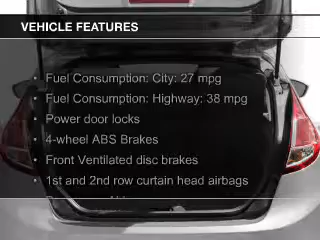 VEHICLE FEATURES
• Fuel Consumption: City: 27 mpg
• Fuel Consumption: Highway: 38 mpg
• Power door locks
• 4-wheel ABS Brakes
• Front Ventilated disc brakes
• 1st and 2nd row curtain head airbags